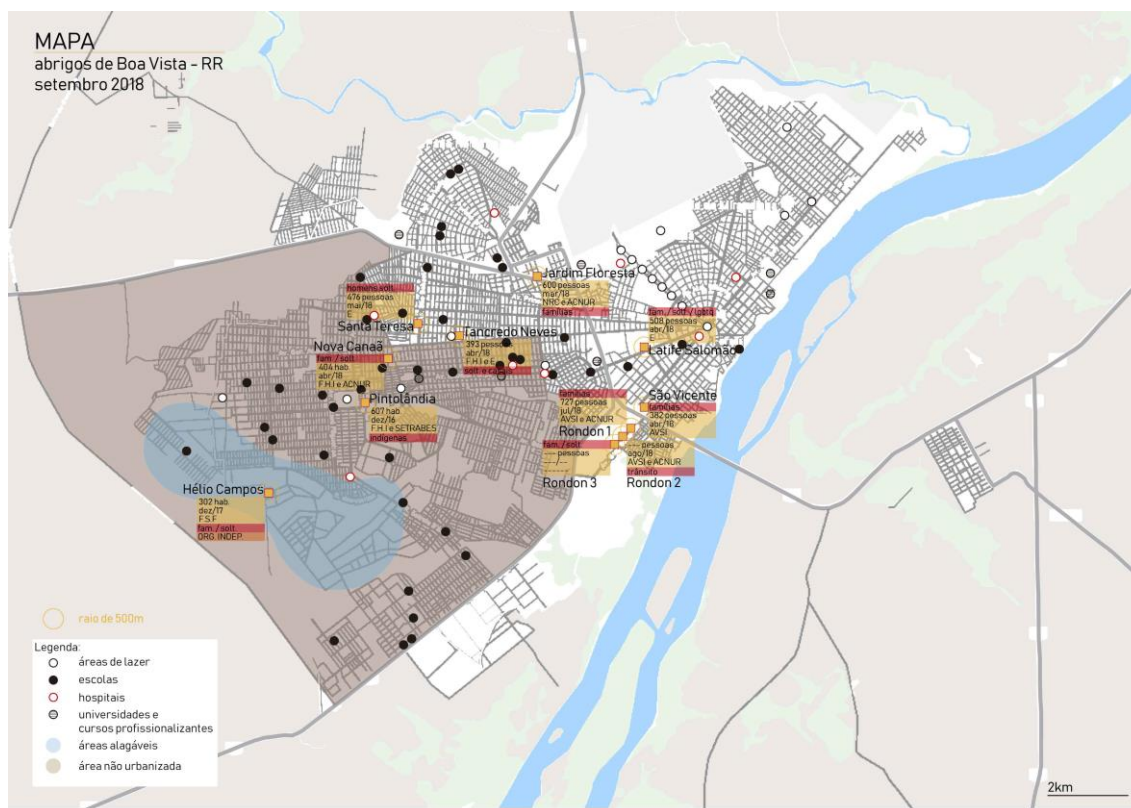 MAPA
abrigos de Boa Vista - RR
setembro 2018
Jardim Floresta
600 pessoas
mar/18
NRC e ACNUR
famílias
homens solt.
476 pessoas
mai/18
E
Santa Teresa
Tancredo Neves
393 pessoas
abr/18
F.H.I e E
solt. e
fam./ solf./ lgbtq
508 pessoas
abr/18
E
Latife Salomão
Nova Canaã
fam./ solt.
404 hab.
abr/18
F.H.I e ACNUR
Pintolândia
607 hab.
dez/16
F.H.I e SETRABES
indígenas
famílias
727 pessoas
jul/18
AVSI e ACNUR
Rondon 1
São Vicente
famílias
382 pessoas
abr/18
AVSI
fam./ solt.
---- pessoas
----/--
Rondon 3
---- pessoas
ago/18
AVSI e ACNUR
trânsito
Rondon 2
Hélio Campos
302 hab.
dez/17
F.S.F
fam./ solt.
ORG. INDEP.
raio de 500m
Legenda:
áreas de lazer
escolas
hospitais
universidades e
cursos profissionalizantes
áreas alagáveis
área não urbanizada
2km